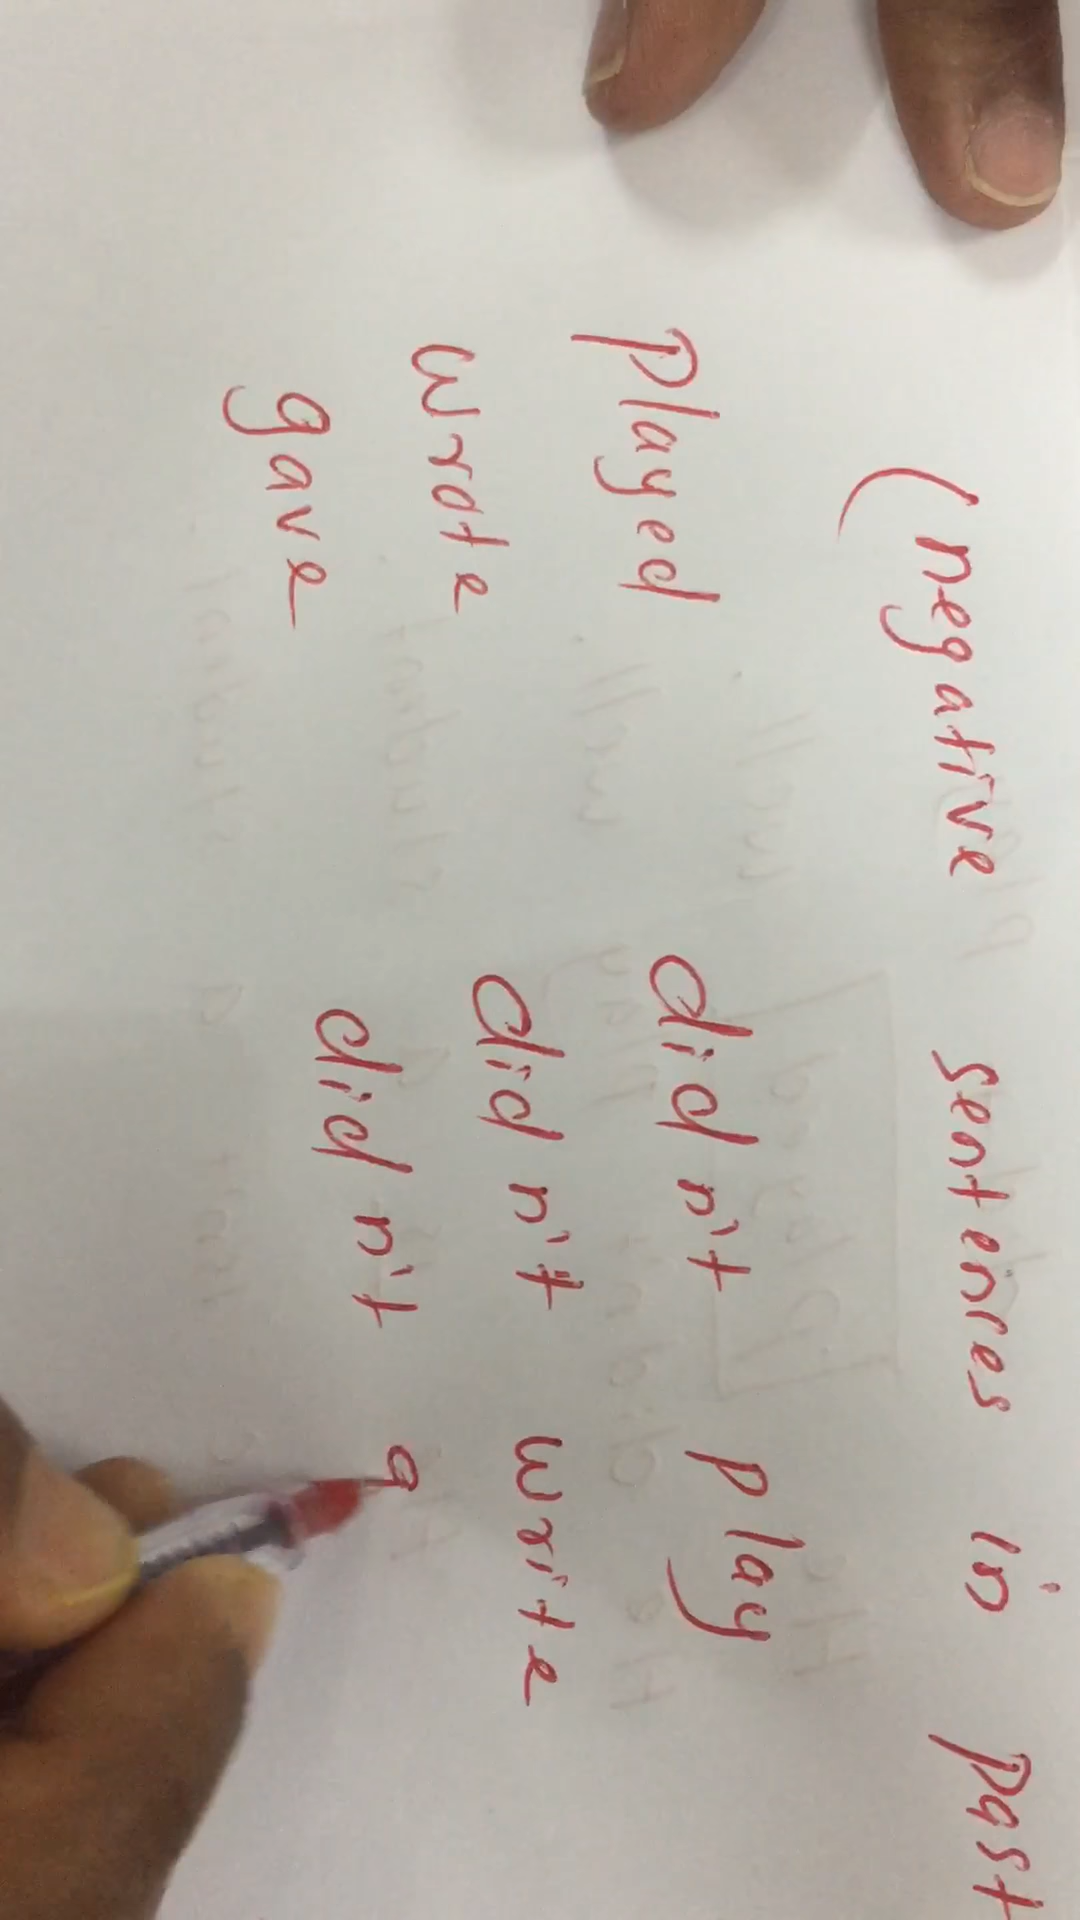 (negative sentences in past
played didn't play
wrote didn't write
gave didn't g